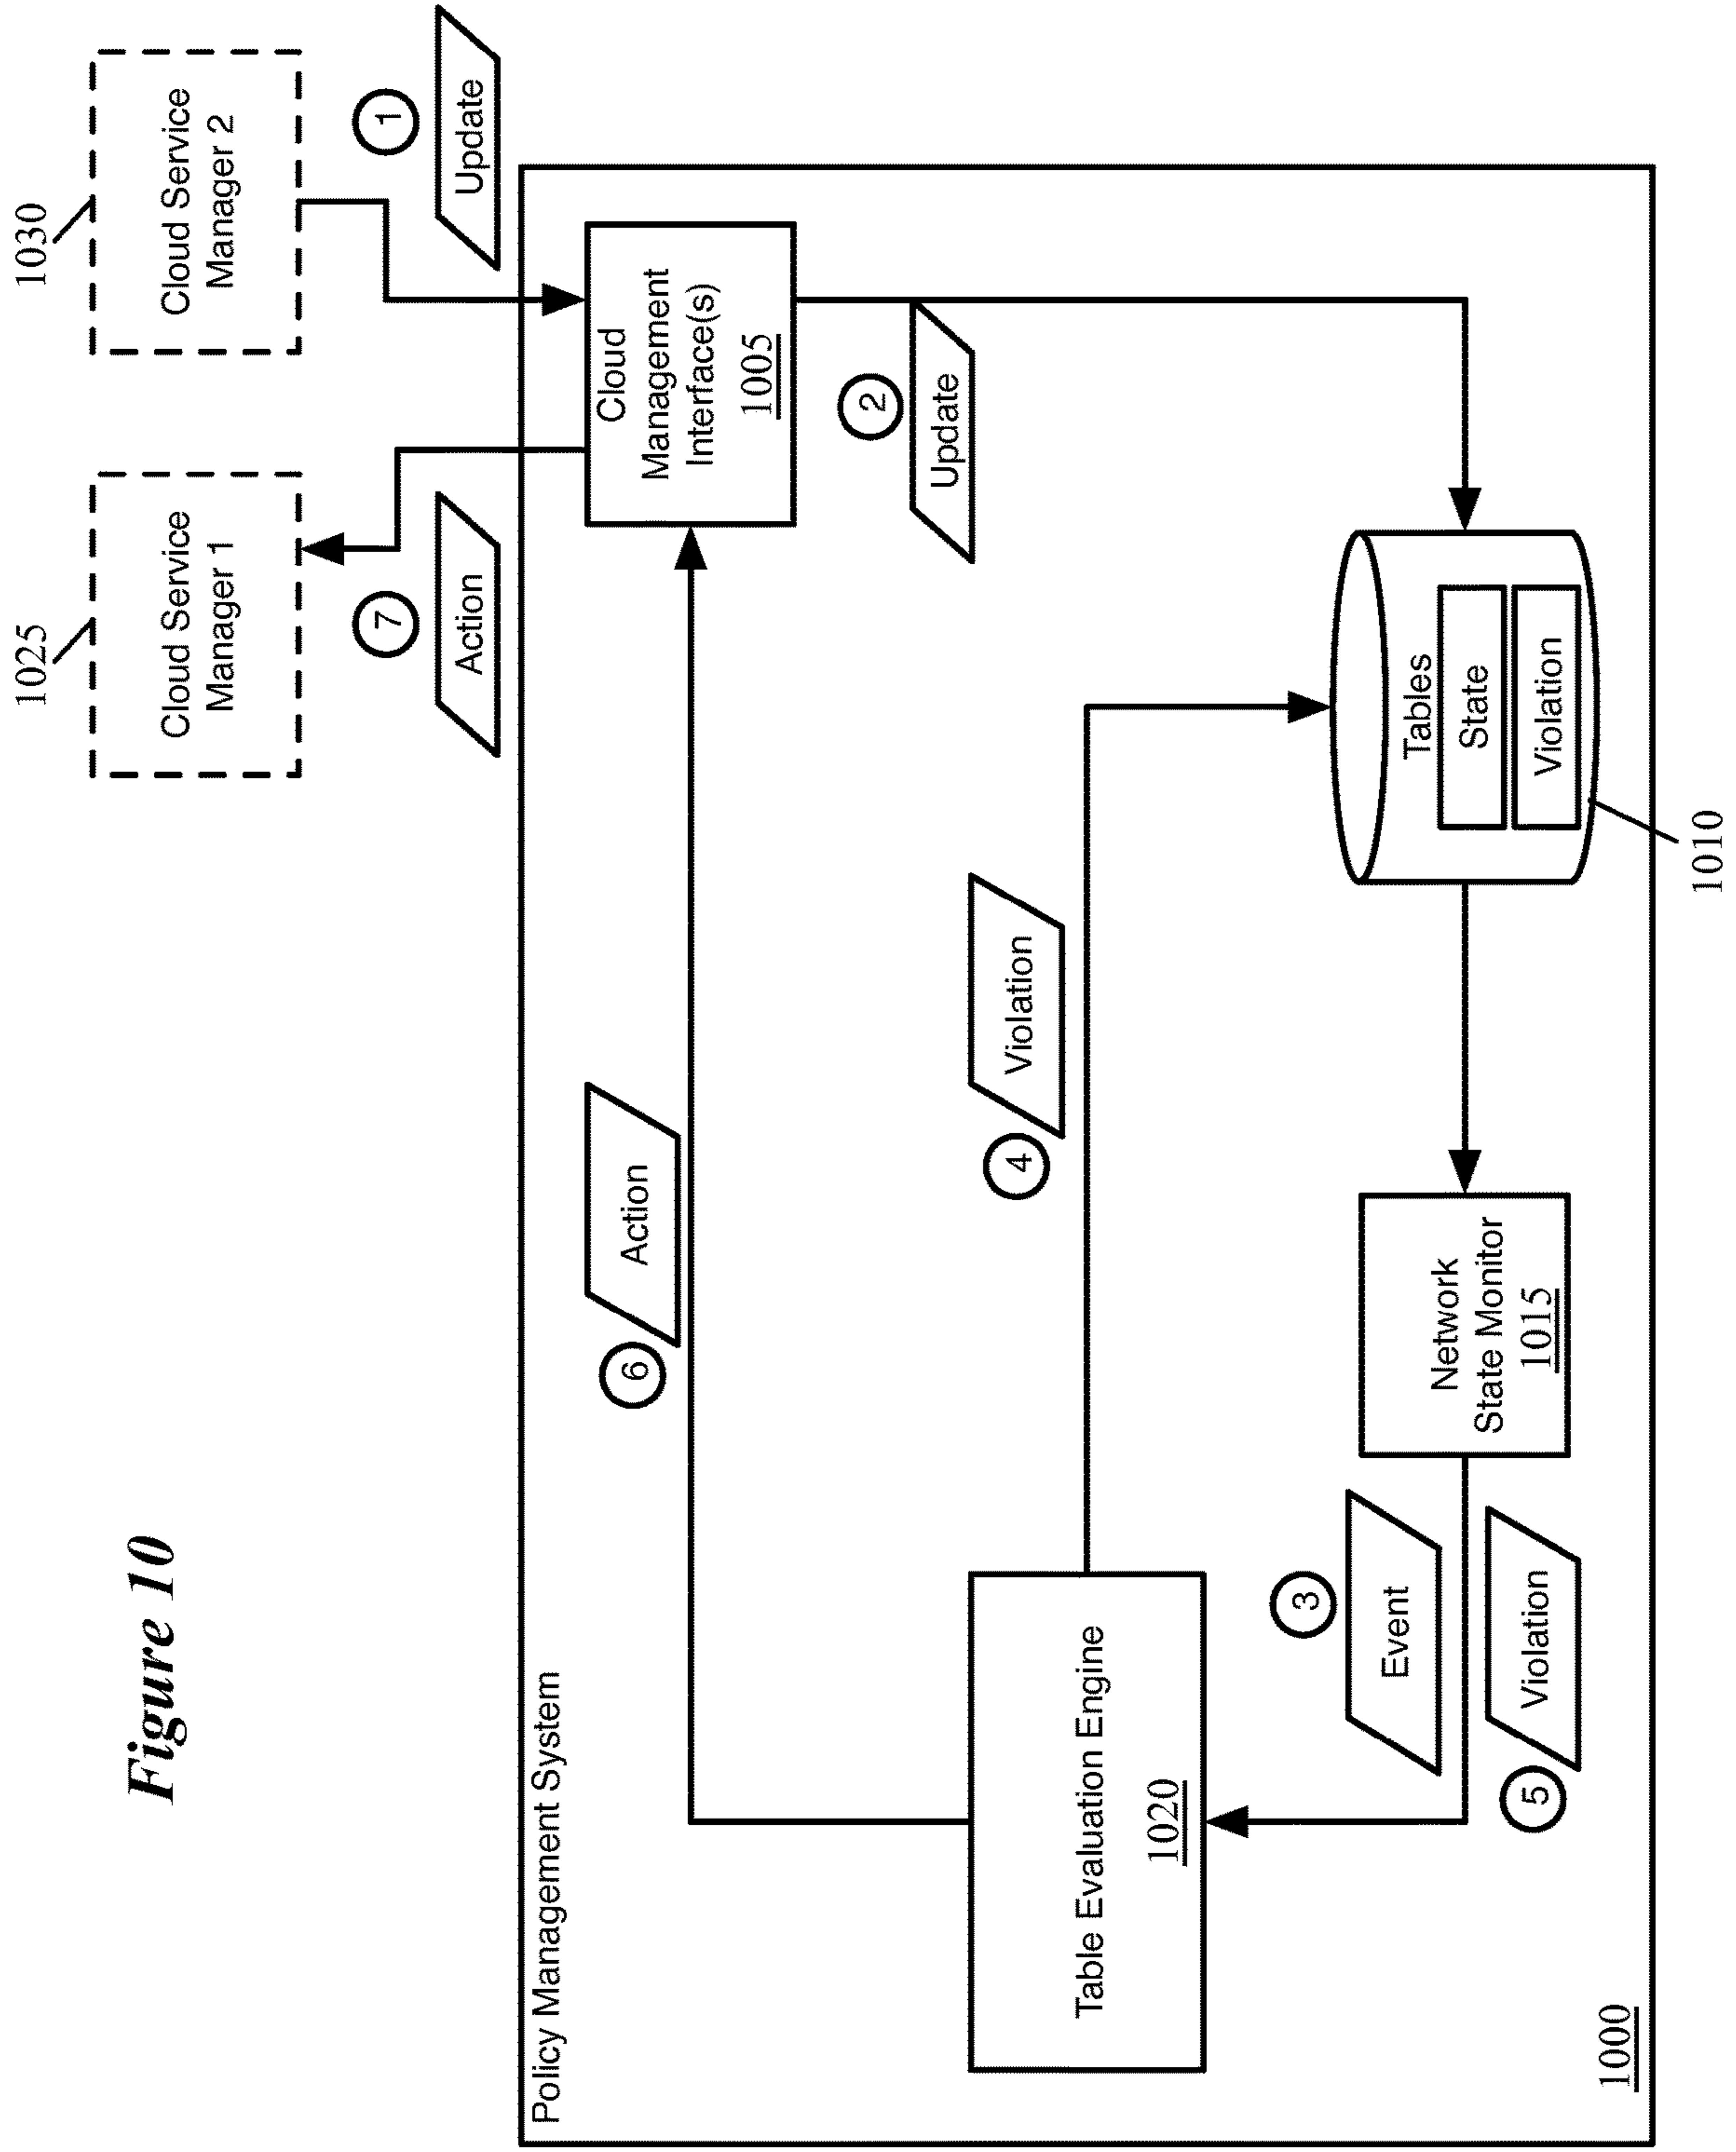 Figure 10
1025
1030
Cloud Service
Manager 1
Cloud Service
Manager 2
7
Action
1
Update
Policy Management System
6
Action
Cloud
Management
Interface(s)
1005
2
Update
4
Violation
Table Evaluation Engine
1020
3
Event
5
Violation
Network
State Monitor
1015
Tables
State
Violation
1010
1000